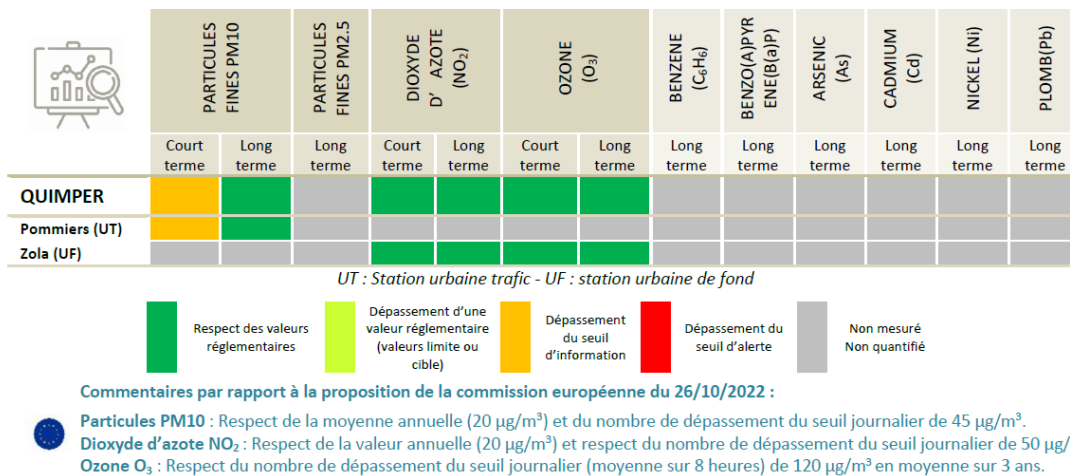 PARTICULES
FINES PM10
PARTICULES
FINES PM2.5
DIOXYDE
D' AZOTE
(NO₂)
OZONE
(O₃)
BENZENE
(C₆H₆)
BENZO(A)PYR
ENE(B(a)P)
ARSENIC
(As)
CADMIUM
(Cd)
NICKEL (Ni)
PLOMB(Pb)
Court terme
Long terme
Long terme
Court terme
Long terme
Court terme
Long terme
Long terme
Long terme
Long terme
Long terme
Long terme
Long terme
QUIMPER
Pommiers (UT)
Zola (UF)
UT : Station urbaine trafic - UF : station urbaine de fond
Respect des valeurs
réglementaires
Dépassement d'une
valeur réglementaire
(valeurs limite ou
cible)
Dépassement
du seuil
d'information
Dépassement du
seuil d'alerte
Non mesuré
Non quantifié
Commentaires par rapport à la proposition de la commission européenne du 26/10/2022 :
Particules PM10 : Respect de la moyenne annuelle (20 µg/m³) et du nombre de dépassement du seuil journalier de 45 µg/m³.
Dioxyde d'azote NO₂ : Respect de la valeur annuelle (20 µg/m³) et respect du nombre de dépassement du seuil journalier de 50 µg/
Ozone O₃ : Respect du nombre de dépassement du seuil journalier (moyenne sur 8 heures) de 120 µg/m³ en moyenne sur 3 ans.